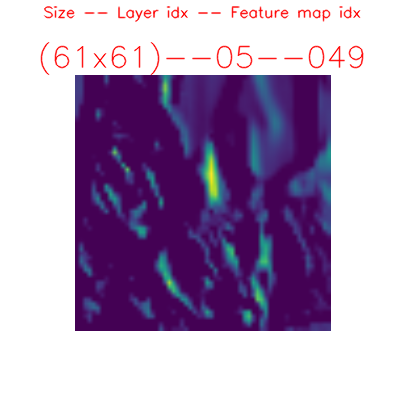 Size -- Layer idx -- Feature map idx
(61x61)--05--049